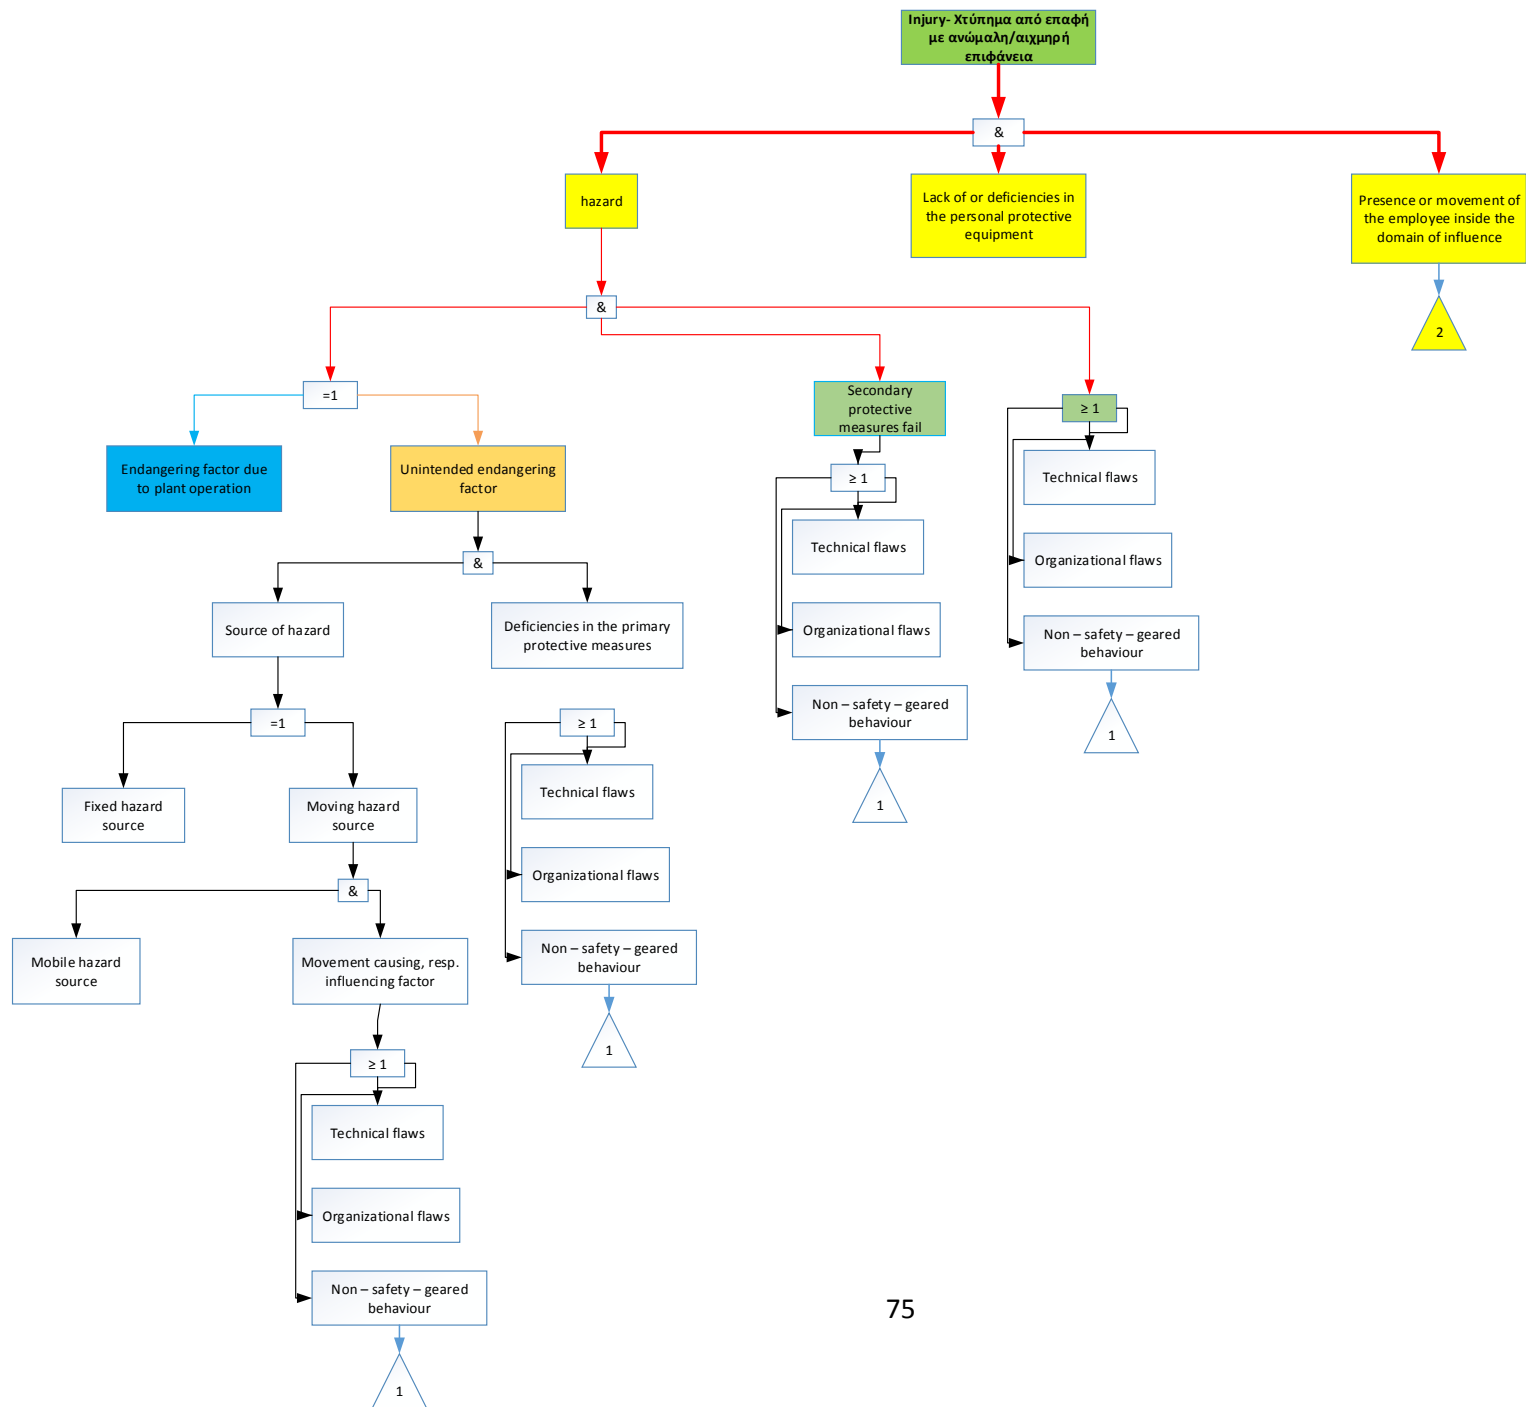 Injury- Χτύπημα από επαφή
με ανώμαλη/αιχμηρή
επιφάνεια
&
hazard
Lack of or deficiencies in
the personal protective
equipment
Presence or movement of
the employee inside the
domain of influence
2
&
=1
Secondary
protective
measures fail
≥ 1
Endangering factor due
to plant operation
Unintended endangering
factor
≥ 1
Technical flaws
Technical flaws
&
Organizational flaws
Source of hazard
Deficiencies in the primary
protective measures
Organizational flaws
Non – safety – geared
behaviour
=1
≥ 1
Non – safety – geared
behaviour
1
Fixed hazard
source
Moving hazard
source
Technical flaws
1
&
Organizational flaws
Mobile hazard
source
Movement causing, resp.
influencing factor
Non – safety – geared
behaviour
1
≥ 1
Technical flaws
Organizational flaws
Non – safety – geared
behaviour
75
1